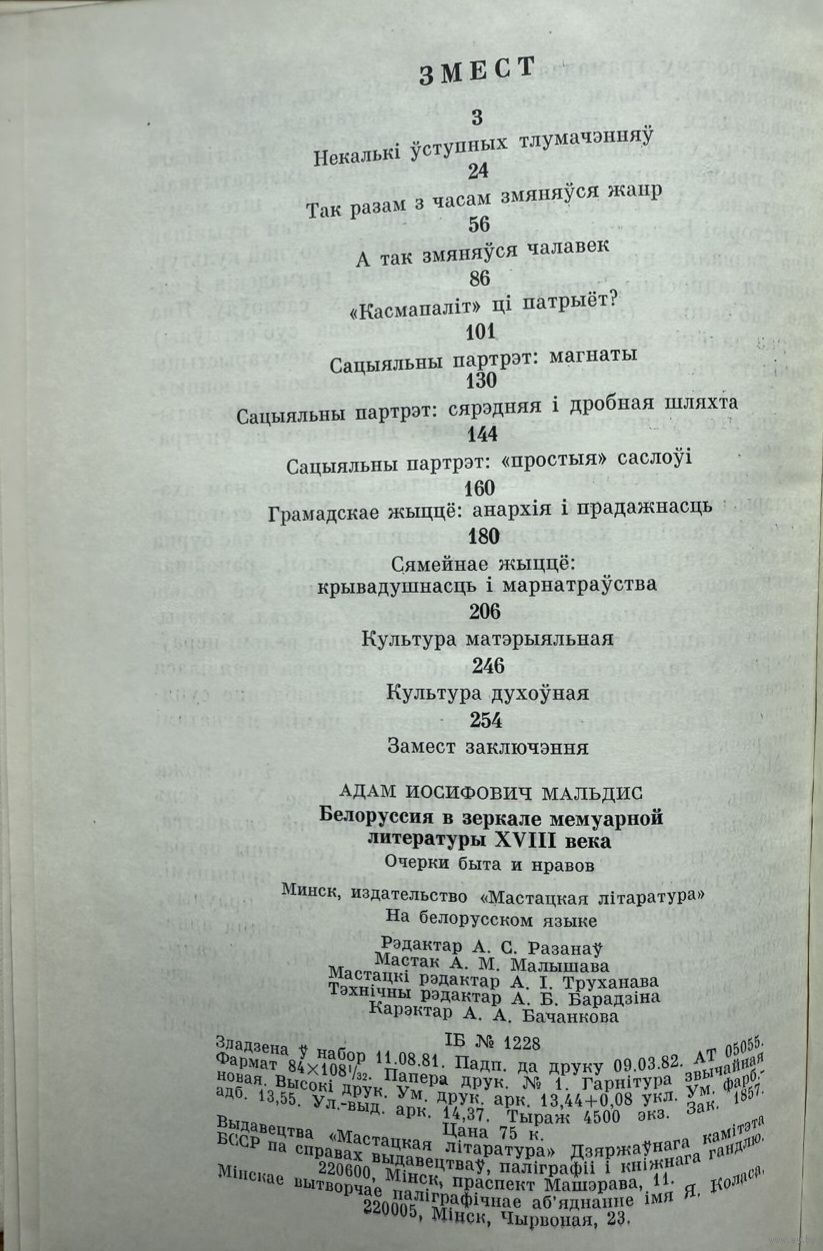 ЗМЕСТ
3
Некалькі ўступных тлумачэнняў
24
Так разам з часам змяняўся жанр
56
А так змяняўся чалавек
86
«Касмапаліт» ці патрыёт?
101
Сацыяльны партрэт: магнаты
130
Сацыяльны партрэт: сярэдняя і дробная шляхта
144
Сацыяльны партрэт: «простыя» саслоўі
160
Грамадскае жыццё: анархія і прадажнасць
180
Сямейнае жыццё:
крывадушнасць і марнатраўства
206
Культура матэрыяльная
246
Культура духоўная
254
Замест заключэння
АДАМ ИОСИФОВИЧ МАЛЬДИС
Белоруссия в зеркале мемуарной
литературы XVIII века
Очерки быта и нравов
Минск, издательство «Мастацкая літаратура»
На белорусском языке
Рэдактар А. С. Разанаў
Мастак А. М. Малышава
Мастацкі рэдактар А. І. Труханава
Тэхнічны рэдактар А. Б. Барадзіна
Карэктар А. А. Бачанкова
ІБ № 1228
Зладзена ў набор 11.08.81. Падп. да друку 09.03.82. АТ 05055.
Фармат 84×108 1/32. Папера друк. № 1. Гарнітура звычайная
новая. Высокі друк. Ум. друк. арк. 13,44+0,08 укл. Ум. фарб.-
адб. 13,55. Ул.-выд. арк. 14,37. Тыраж 4500 экз. Зак. 1857.
Цана 75 к.
Выдавецтва «Мастацкая літаратура» Дзяржаўнага камітэта
БССР па справах выдавецтваў, паліграфіі і кніжнага гандлю.
220600, Мінск, праспект Машэрава, 11.
Мінскае вытворчае паліграфічнае аб'яднанне імя Я. Коласа.
220005, Мінск, Чырвоная, 23.